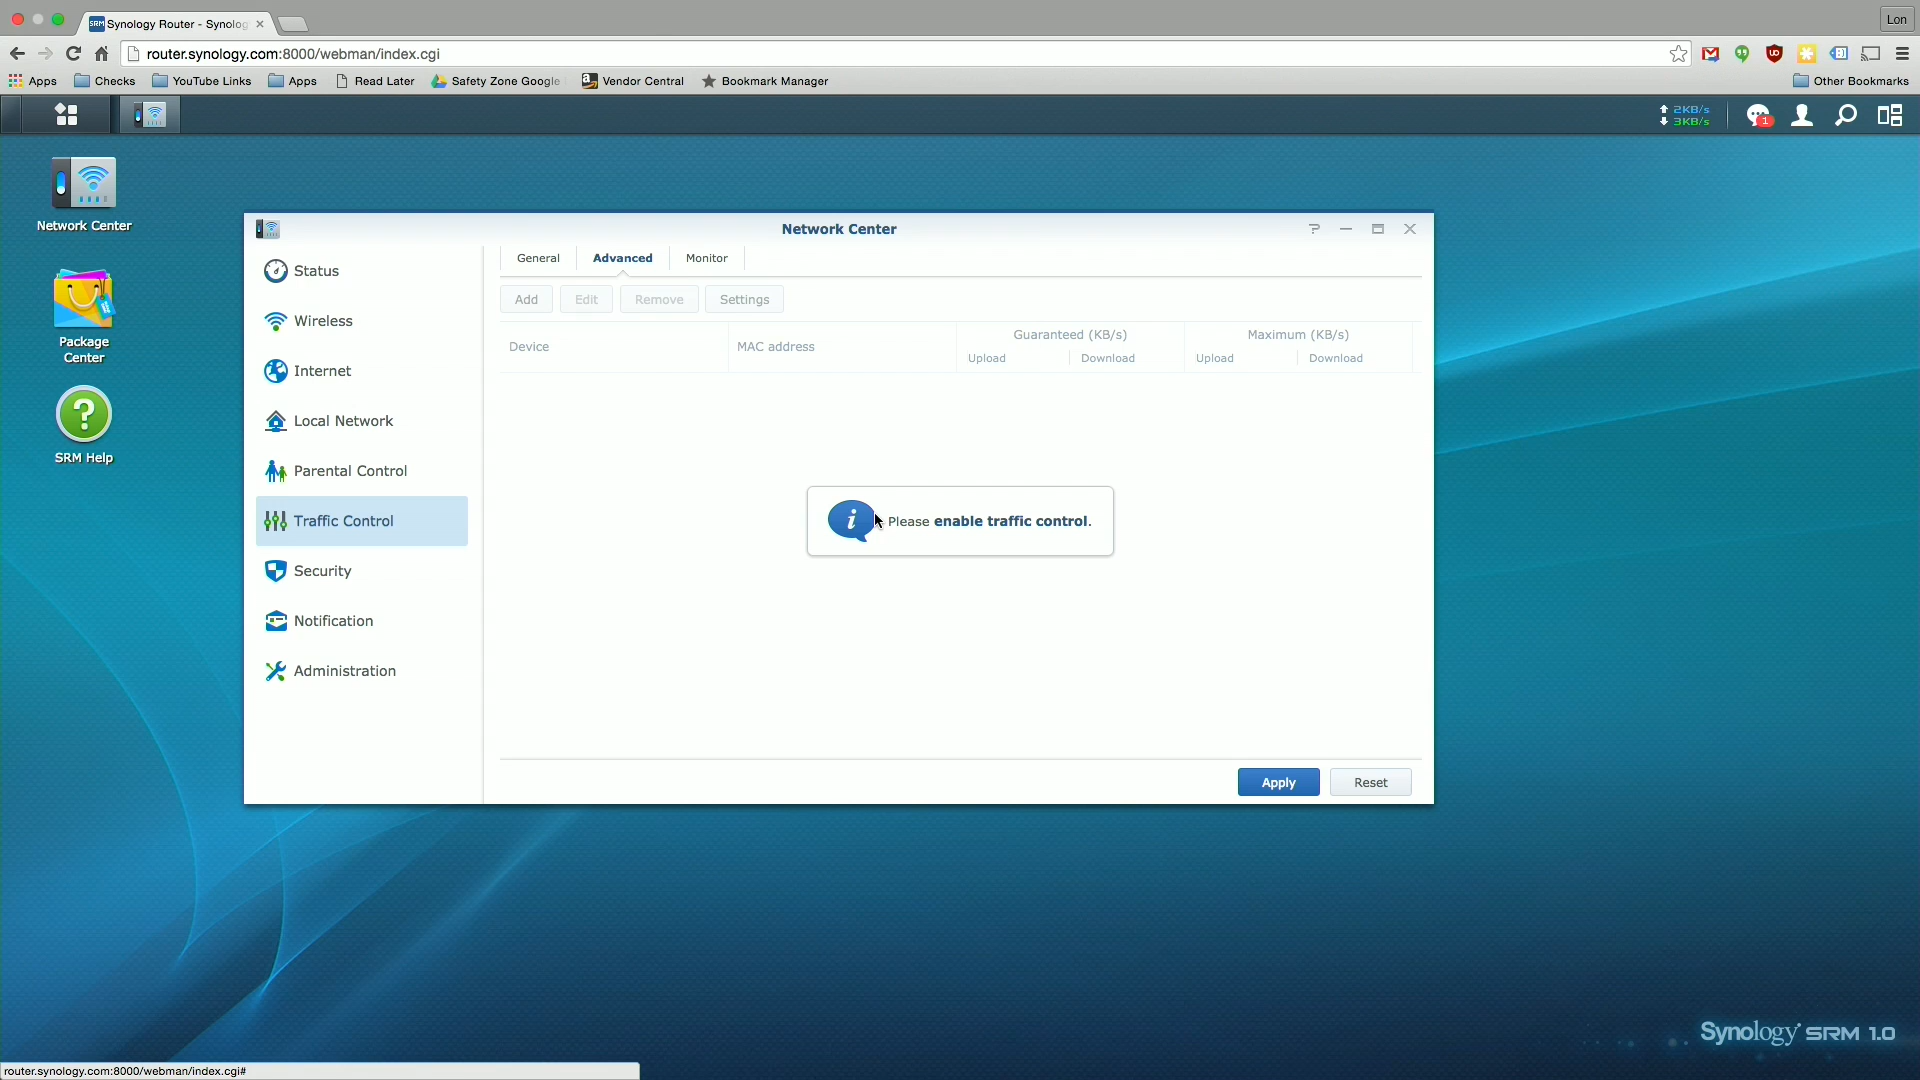 Lon
SRM Synology Router - Synolog
router.synology.com:8000/webman/index.cgi
Apps Checks YouTube Links Apps Read Later Safety Zone Google Vendor Central Bookmark Manager Other Bookmarks
2KB/s
3KB/s
1
Network Center
Package
Center
SRM Help
Network Center
Status
Wireless
Internet
Local Network
Parental Control
Traffic Control
Security
Notification
Administration
General Advanced Monitor
Add Edit Remove Settings
Device MAC address Guaranteed (KB/s) Maximum (KB/s)
Upload Download Upload Download
Please enable traffic control.
Apply Reset
Synology SRM 1.0
router.synology.com:8000/webman/index.cgi#